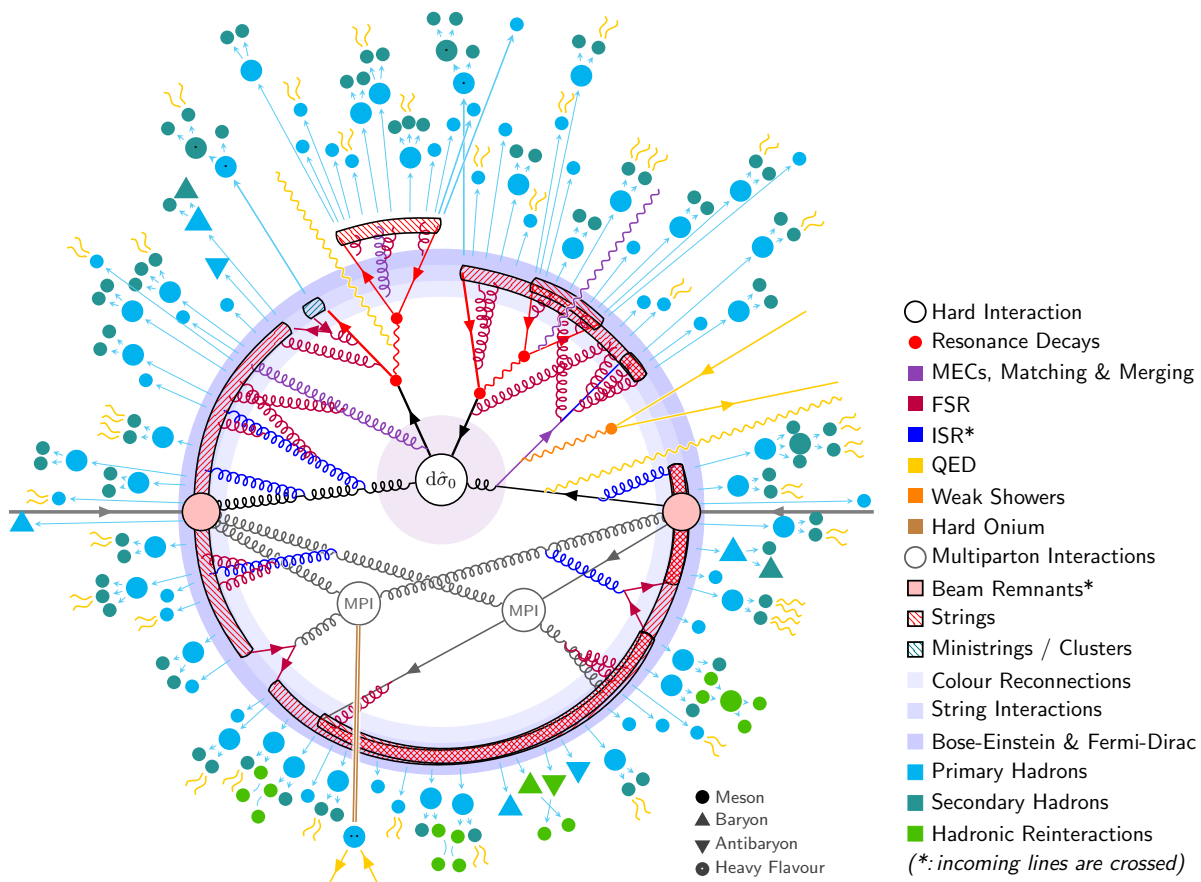 dσ̂₀
MPI
MPI
Hard Interaction
Resonance Decays
MECs, Matching & Merging
FSR
ISR*
QED
Weak Showers
Hard Onium
Multiparton Interactions
Beam Remnants*
Strings
Ministrings / Clusters
Colour Reconnections
String Interactions
Bose-Einstein & Fermi-Dirac
Primary Hadrons
Secondary Hadrons
Hadronic Reinteractions
(*: incoming lines are crossed)
Meson
Baryon
Antibaryon
Heavy Flavour